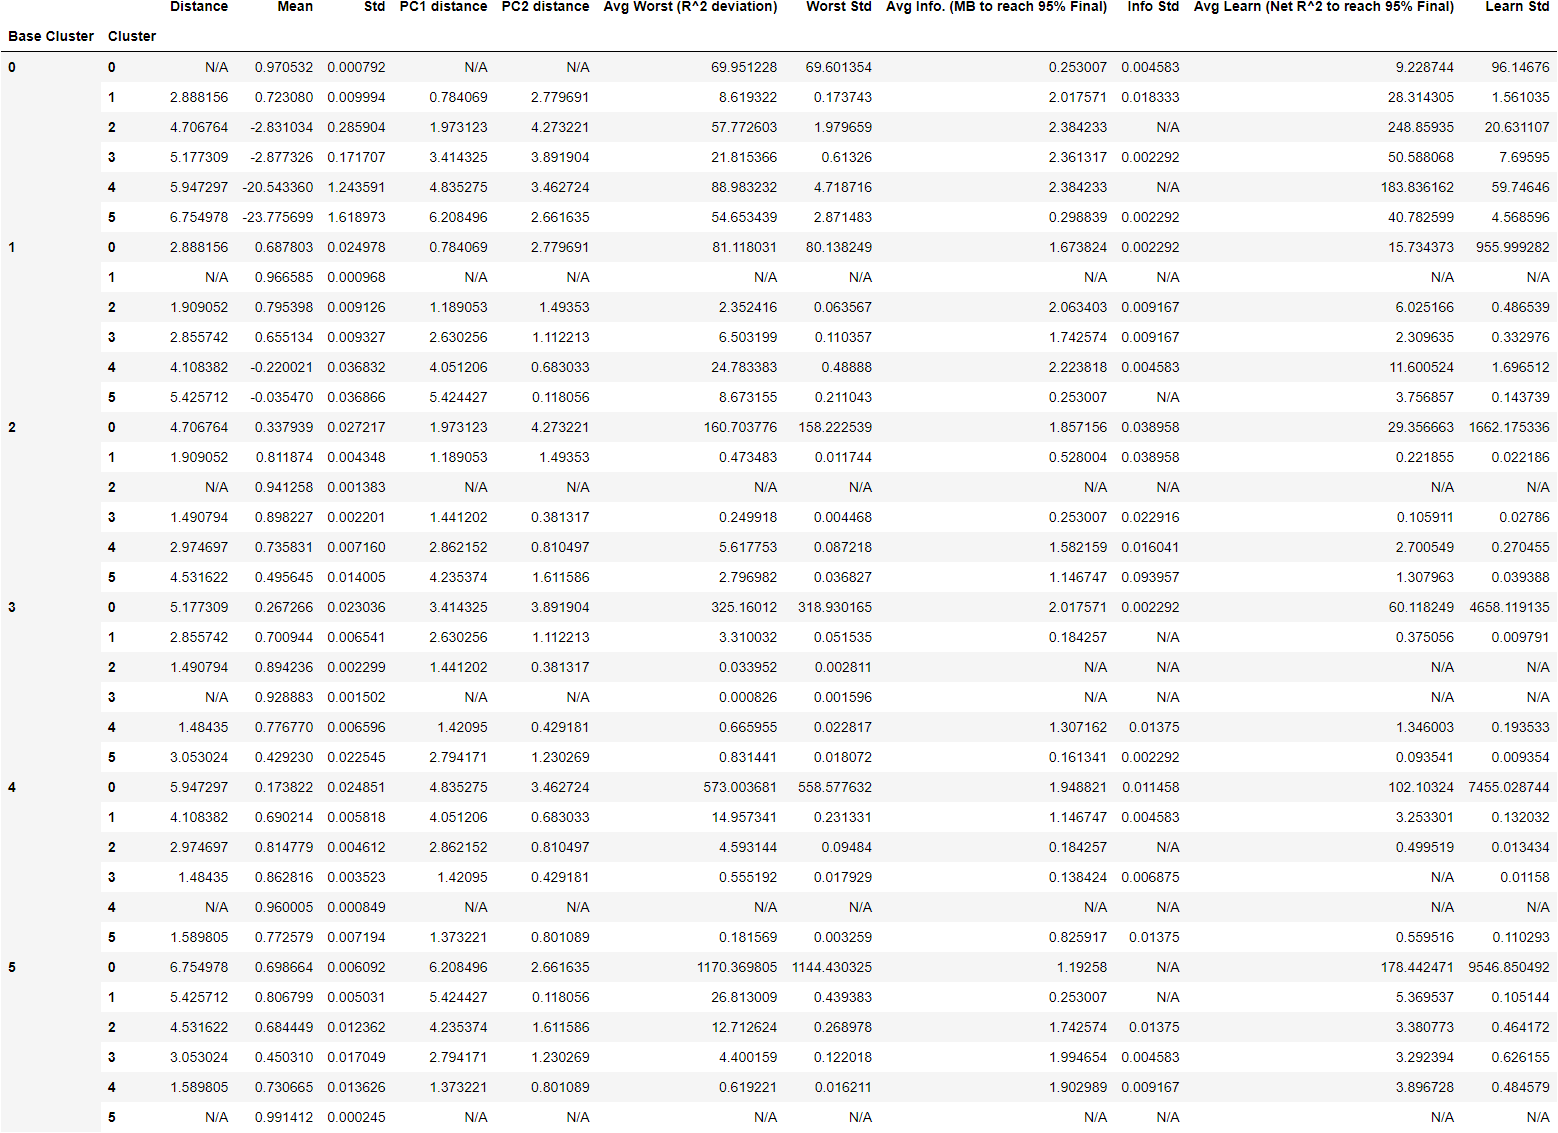 Distance Mean Std PC1 distance PC2 distance Avg Worst (R^2 deviation) Worst Std Avg Info. (MB to reach 95% Final) Info Std Avg Learn (Net R^2 to reach 95% Final) Learn Std
Base Cluster Cluster
0 0 N/A 0.970532 0.000792 N/A N/A 69.951228 69.601354 0.253007 0.004583 9.228744 96.14676
1 2.888156 0.723080 0.009994 0.784069 2.779691 8.619322 0.173743 2.017571 0.018333 28.314305 1.561035
2 4.706764 -2.831034 0.285904 1.973123 4.273221 57.772603 1.979659 2.384233 N/A 248.85935 20.631107
3 5.177309 -2.877326 0.171707 3.414325 3.891904 21.815366 0.61326 2.361317 0.002292 50.588068 7.69595
4 5.947297 -20.543360 1.243591 4.835275 3.462724 88.983232 4.718716 2.384233 N/A 183.836162 59.74646
5 6.754978 -23.775699 1.618973 6.208496 2.661635 54.653439 2.871483 0.298839 0.002292 40.782599 4.568596
1 0 2.888156 0.687803 0.024978 0.784069 2.779691 81.118031 80.138249 1.673824 0.002292 15.734373 955.999282
1 N/A 0.966585 0.000968 N/A N/A N/A N/A N/A N/A N/A N/A
2 1.909052 0.795398 0.009126 1.189053 1.49353 2.352416 0.063567 2.063403 0.009167 6.025166 0.486539
3 2.855742 0.655134 0.009327 2.630256 1.112213 6.503199 0.110357 1.742574 0.009167 2.309635 0.332976
4 4.108382 -0.220021 0.036832 4.051206 0.683033 24.783383 0.48888 2.223818 0.004583 11.600524 1.696512
5 5.425712 -0.035470 0.036866 5.424427 0.118056 8.673155 0.211043 0.253007 N/A 3.756857 0.143739
2 0 4.706764 0.337939 0.027217 1.973123 4.273221 160.703776 158.222539 1.857156 0.038958 29.356663 1662.175336
1 1.909052 0.811874 0.004348 1.189053 1.49353 0.473483 0.011744 0.528004 0.038958 0.221855 0.022186
2 N/A 0.941258 0.001383 N/A N/A N/A N/A N/A N/A N/A N/A
3 1.490794 0.898227 0.002201 1.441202 0.381317 0.249918 0.004468 0.253007 0.022916 0.105911 0.02786
4 2.974697 0.735831 0.007160 2.862152 0.810497 5.617753 0.087218 1.582159 0.016041 2.700549 0.270455
5 4.531622 0.495645 0.014005 4.235374 1.611586 2.796982 0.036827 1.146747 0.093957 1.307963 0.039388
3 0 5.177309 0.267266 0.023036 3.414325 3.891904 325.16012 318.930165 2.017571 0.002292 60.118249 4658.119135
1 2.855742 0.700944 0.006541 2.630256 1.112213 3.310032 0.051535 0.184257 N/A 0.375056 0.009791
2 1.490794 0.894236 0.002299 1.441202 0.381317 0.033952 0.002811 N/A N/A N/A N/A
3 N/A 0.928883 0.001502 N/A N/A 0.000826 0.001596 N/A N/A N/A N/A
4 1.48435 0.776770 0.006596 1.42095 0.429181 0.665955 0.022817 1.307162 0.01375 1.346003 0.193533
5 3.053024 0.429230 0.022545 2.794171 1.230269 0.831441 0.018072 0.161341 0.002292 0.093541 0.009354
4 0 5.947297 0.173822 0.024851 4.835275 3.462724 573.003681 558.577632 1.948821 0.011458 102.10324 7455.028744
1 4.108382 0.690214 0.005818 4.051206 0.683033 14.957341 0.231331 1.146747 0.004583 3.253301 0.132032
2 2.974697 0.814779 0.004612 2.862152 0.810497 4.593144 0.09484 0.184257 N/A 0.499519 0.013434
3 1.48435 0.862816 0.003523 1.42095 0.429181 0.555192 0.017929 0.138424 0.006875 N/A 0.01158
4 N/A 0.960005 0.000849 N/A N/A N/A N/A N/A N/A N/A N/A
5 1.589805 0.772579 0.007194 1.373221 0.801089 0.181569 0.003259 0.825917 0.01375 0.559516 0.110293
5 0 6.754978 0.698664 0.006092 6.208496 2.661635 1170.369805 1144.430325 1.19258 N/A 178.442471 9546.850492
1 5.425712 0.806799 0.005031 5.424427 0.118056 26.813009 0.439383 0.253007 N/A 5.369537 0.105144
2 4.531622 0.684449 0.012362 4.235374 1.611586 12.712624 0.268978 1.742574 0.01375 3.380773 0.464172
3 3.053024 0.450310 0.017049 2.794171 1.230269 4.400159 0.122018 1.994654 0.004583 3.292394 0.626155
4 1.589805 0.730665 0.013626 1.373221 0.801089 0.619221 0.016211 1.902989 0.009167 3.896728 0.484579
5 N/A 0.991412 0.000245 N/A N/A N/A N/A N/A N/A N/A N/A